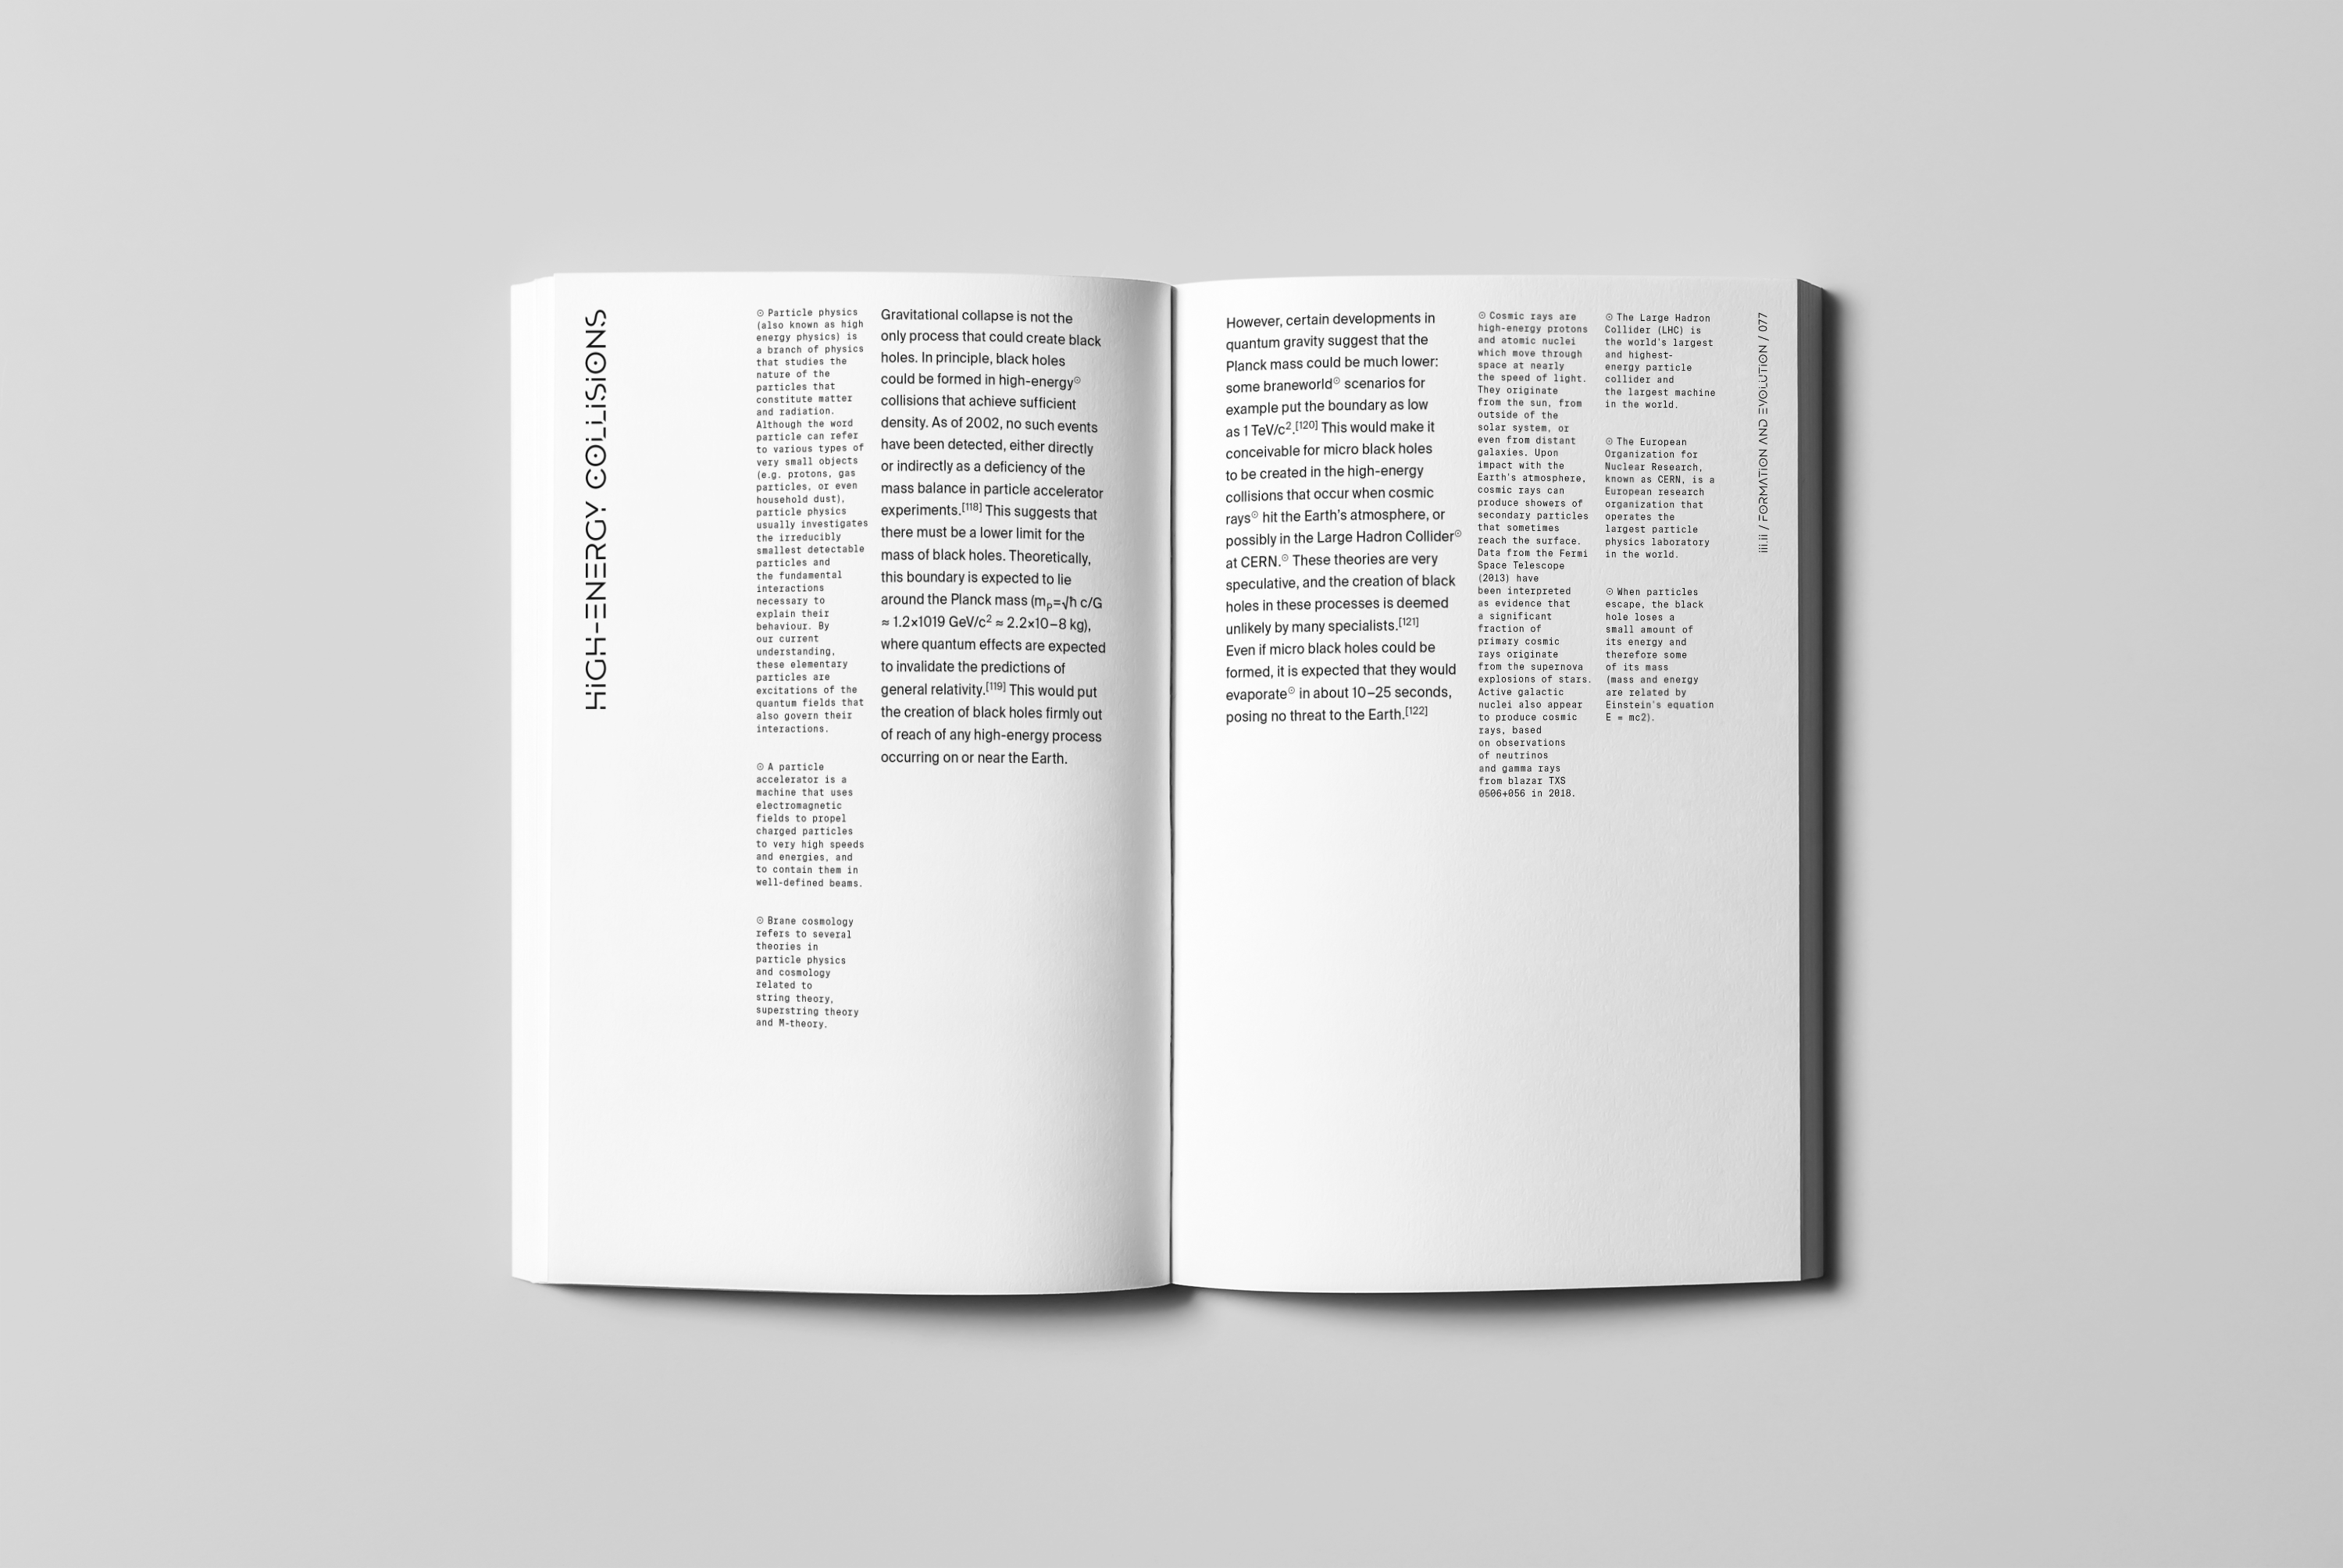 HiGH-ENERGY COLLiSiONS
⊙ Particle physics
(also known as high
energy physics) is
a branch of physics
that studies the
nature of the
particles that
constitute matter
and radiation.
Although the word
particle can refer
to various types of
very small objects
(e.g. protons, gas
particles, or even
household dust),
particle physics
usually investigates
the irreducibly
smallest detectable
particles and
the fundamental
interactions
necessary to
explain their
behaviour. By
our current
understanding,
these elementary
particles are
excitations of the
quantum fields that
also govern their
interactions.
⊙ A particle
accelerator is a
machine that uses
electromagnetic
fields to propel
charged particles
to very high speeds
and energies, and
to contain them in
well-defined beams.
⊙ Brane cosmology
refers to several
theories in
particle physics
and cosmology
related to
string theory,
superstring theory
and M-theory.
Gravitational collapse is not the
only process that could create black
holes. In principle, black holes
could be formed in high-energy⊙
collisions that achieve sufficient
density. As of 2002, no such events
have been detected, either directly
or indirectly as a deficiency of the
mass balance in particle accelerator
experiments.[118] This suggests that
there must be a lower limit for the
mass of black holes. Theoretically,
this boundary is expected to lie
around the Planck mass (mₚ=√ħ c/G
≈ 1.2×1019 GeV/c² ≈ 2.2×10−8 kg),
where quantum effects are expected
to invalidate the predictions of
general relativity.[119] This would put
the creation of black holes firmly out
of reach of any high-energy process
occurring on or near the Earth.
However, certain developments in
quantum gravity suggest that the
Planck mass could be much lower:
some braneworld⊙ scenarios for
example put the boundary as low
as 1 TeV/c².[120] This would make it
conceivable for micro black holes
to be created in the high-energy
collisions that occur when cosmic
rays⊙ hit the Earth's atmosphere, or
possibly in the Large Hadron Collider⊙
at CERN.⊙ These theories are very
speculative, and the creation of black
holes in these processes is deemed
unlikely by many specialists.[121]
Even if micro black holes could be
formed, it is expected that they would
evaporate⊙ in about 10−25 seconds,
posing no threat to the Earth.[122]
⊙ Cosmic rays are
high-energy protons
and atomic nuclei
which move through
space at nearly
the speed of light.
They originate
from the sun, from
outside of the
solar system, or
even from distant
galaxies. Upon
impact with the
Earth's atmosphere,
cosmic rays can
produce showers of
secondary particles
that sometimes
reach the surface.
Data from the Fermi
Space Telescope
(2013) have
been interpreted
as evidence that
a significant
fraction of
primary cosmic
rays originate
from the supernova
explosions of stars.
Active galactic
nuclei also appear
to produce cosmic
rays, based
on observations
of neutrinos
and gamma rays
from blazar TXS
0506+056 in 2018.
⊙ The Large Hadron
Collider (LHC) is
the world's largest
and highest-
energy particle
collider and
the largest machine
in the world.
⊙ The European
Organization for
Nuclear Research,
known as CERN, is a
European research
organization that
operates the
largest particle
physics laboratory
in the world.
⊙ When particles
escape, the black
hole loses a
small amount of
its energy and
therefore some
of its mass
(mass and energy
are related by
Einstein's equation
E = mc2).
iii.ii / FORMATiON AND EVOLUTiON / 077